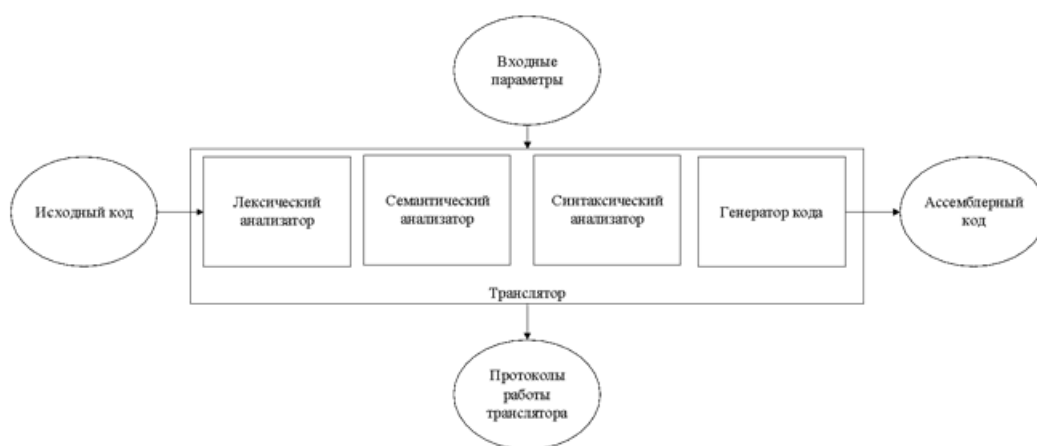 Входные
параметры
Исходный код
Лексический
анализатор
Семантический
анализатор
Синтаксический
анализатор
Генератор кода
Ассемблерный
код
Транслятор
Протоколы
работы
транслятора